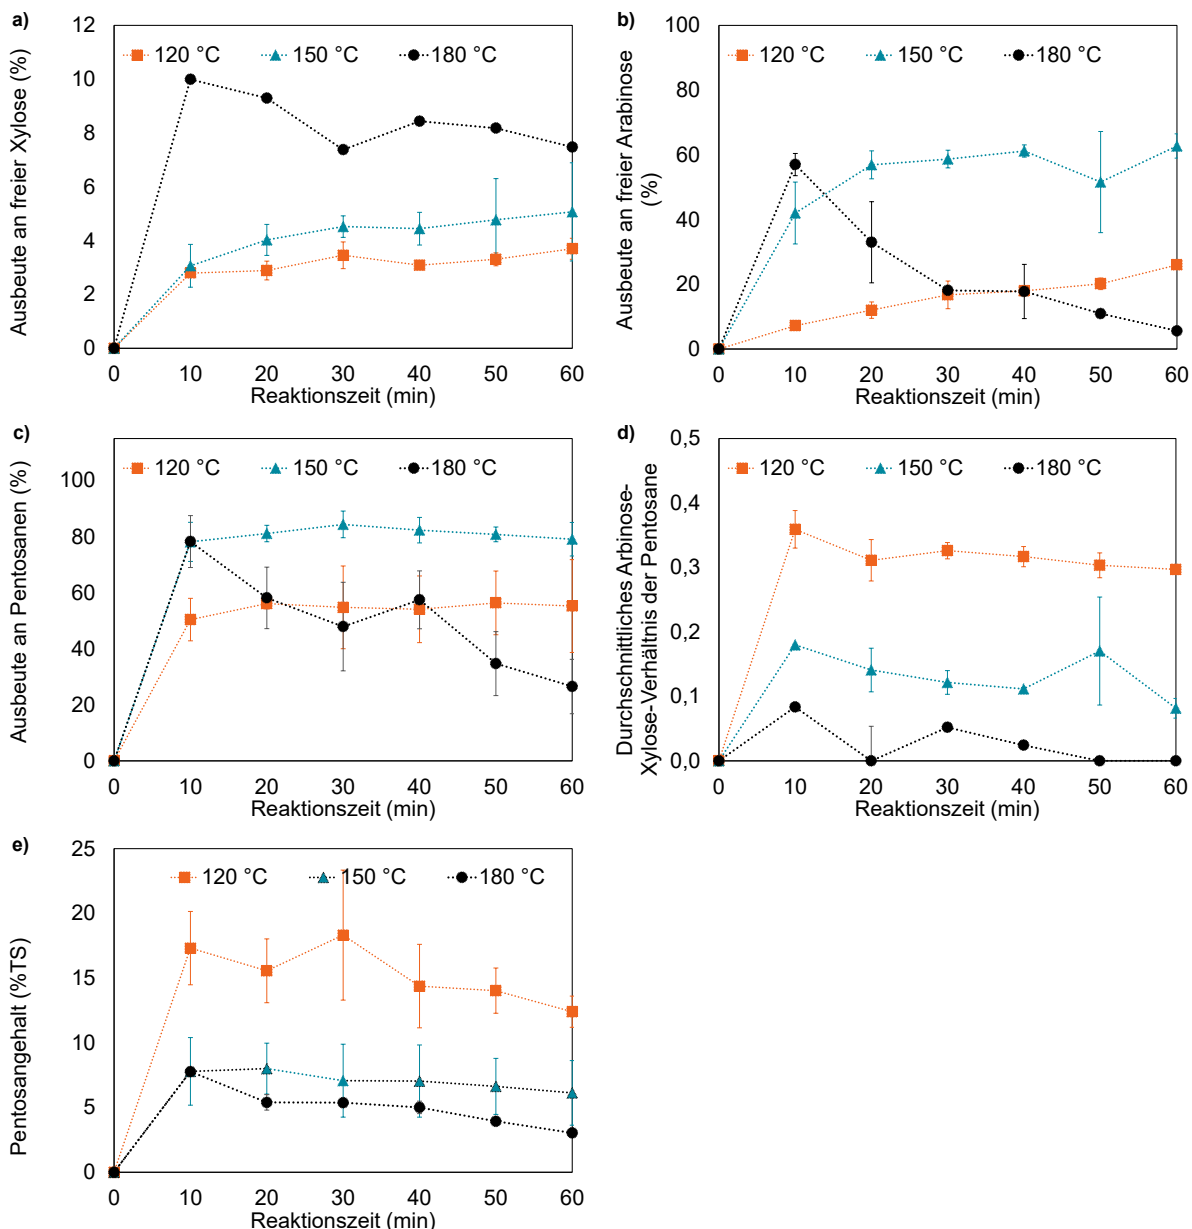 a)
Ausbeute an freier Xylose (%)
12
10
8
6
4
2
0
120 °C 150 °C 180 °C
0 10 20 30 40 50 60
Reaktionszeit (min)
b)
Ausbeute an freier Arabinose
(%)
100
80
60
40
20
0
120 °C 150 °C 180 °C
0 10 20 30 40 50 60
Reaktionszeit (min)
c)
Ausbeute an Pentosanen (%)
100
80
60
40
20
0
120 °C 150 °C 180 °C
0 10 20 30 40 50 60
Reaktionszeit (min)
d)
Durchschnittliches Arbinose-
Xylose-Verhältnis der Pentosane
0,5
0,4
0,3
0,2
0,1
0,0
120 °C 150 °C 180 °C
0 10 20 30 40 50 60
Reaktionszeit (min)
e)
Pentosangehalt (%TS)
25
20
15
10
5
0
120 °C 150 °C 180 °C
0 10 20 30 40 50 60
Reaktionszeit (min)